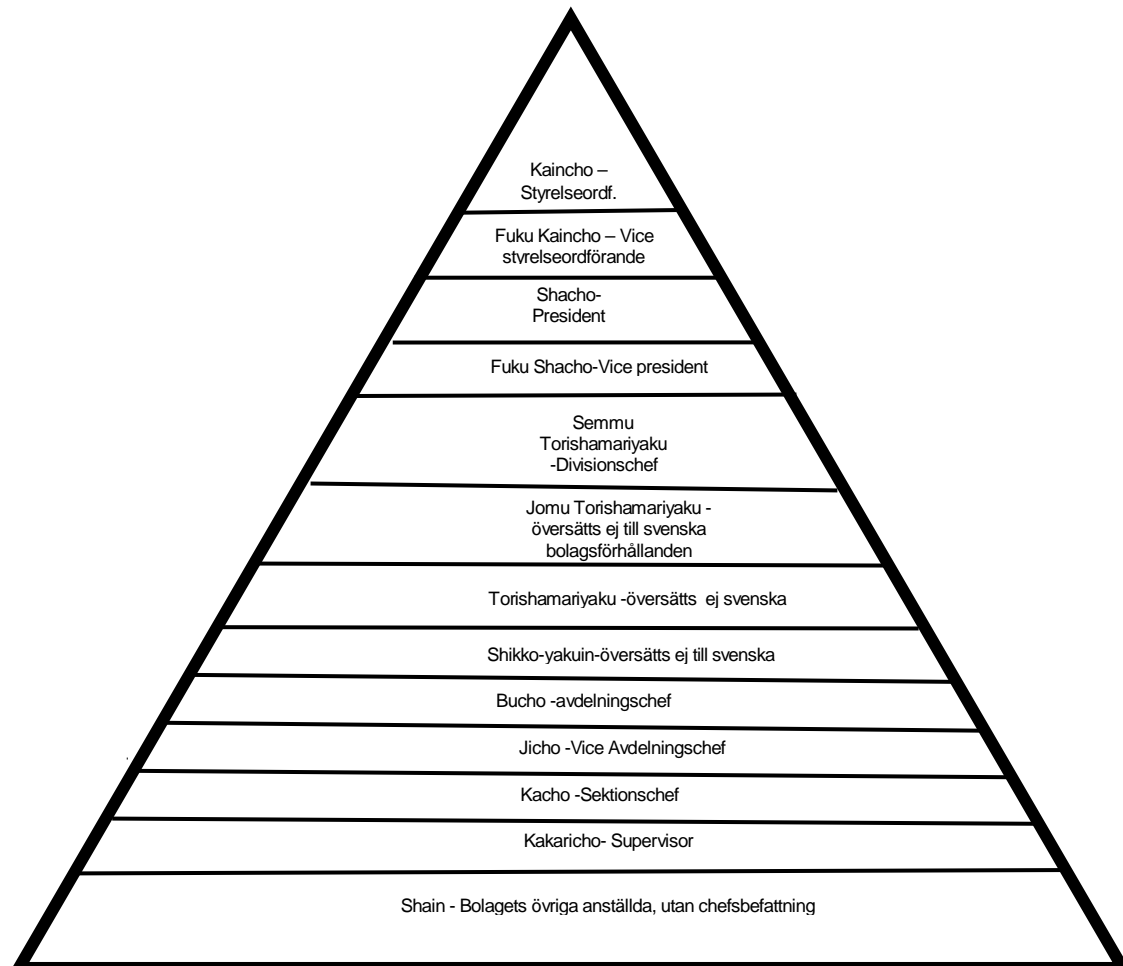 Kaincho –
Styrelseordf.
Fuku Kaincho – Vice
styrelseordförande
Shacho-
President
Fuku Shacho-Vice president
Semmu
Torishamariyaku
-Divisionschef
Jomu Torishamariyaku -
översätts ej till svenska
bolagsförhållanden
Torishamariyaku -översätts  ej svenska
Shikko-yakuin-översätts ej till svenska
Bucho -avdelningschef
Jicho -Vice Avdelningschef
Kacho -Sektionschef
Kakaricho- Supervisor
Shain - Bolagets övriga anställda, utan chefsbefattning